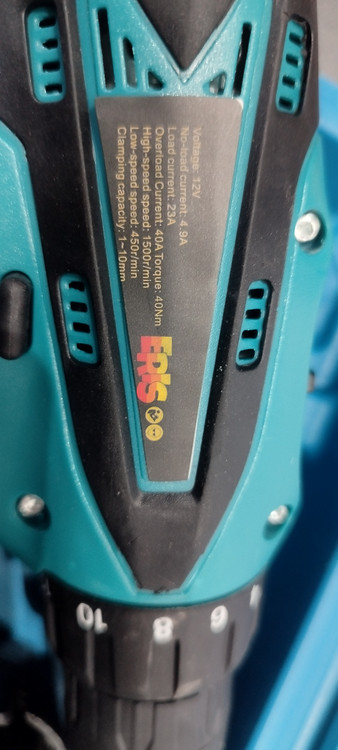 Voltage: 12V
No-load current: 4.9A
Load current: 23A
Overload Current: 40A Torque: 40Nm
High-speed speed: 1500r/min
Low-speed speed: 450r/min
Clamping capacity: 1~10mm
ERIS
10 8 6